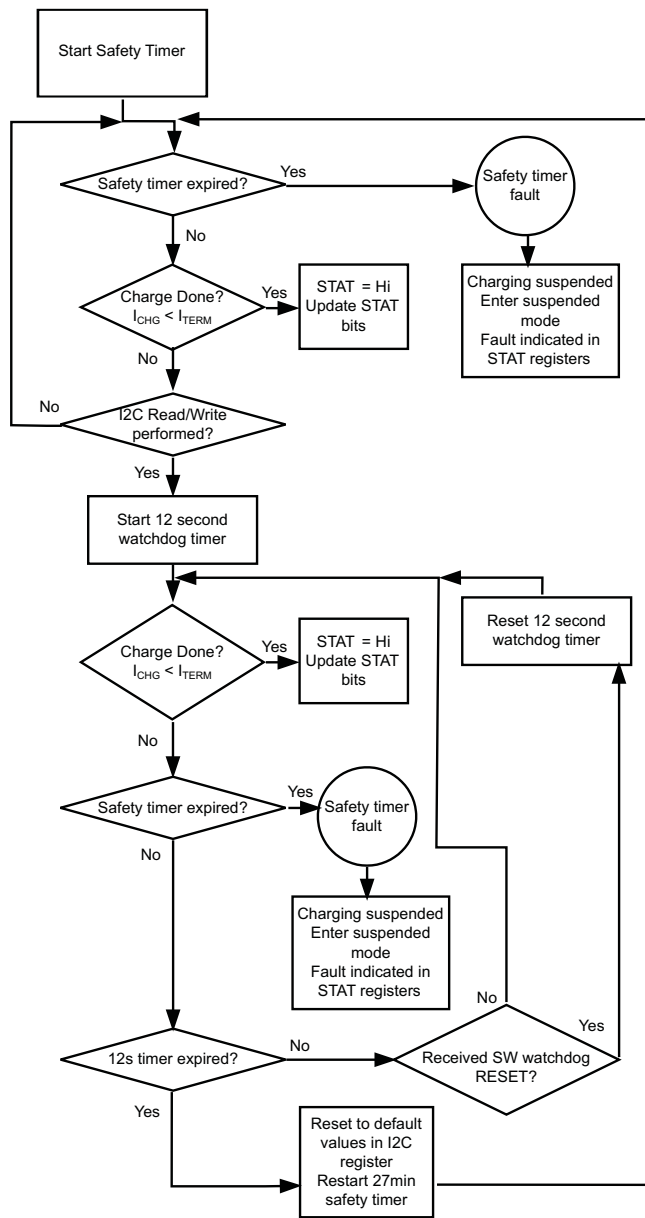 Start Safety Timer
Safety timer expired?
Yes
Safety timer
fault
No
Charging suspended
Enter suspended
mode
Fault indicated in
STAT registers
Charge Done?
I_CHG < I_TERM
Yes
STAT = Hi
Update STAT
bits
No
I2C Read/Write
performed?
No
Yes
Start 12 second
watchdog timer
Reset 12 second
watchdog timer
Charge Done?
I_CHG < I_TERM
Yes
STAT = Hi
Update STAT
bits
No
Safety timer expired?
Yes
Safety timer
fault
No
Charging suspended
Enter suspended
mode
Fault indicated in
STAT registers
12s timer expired?
No
Received SW watchdog
RESET?
No
Yes
Yes
Reset to default
values in I2C
register
Restart 27min
safety timer